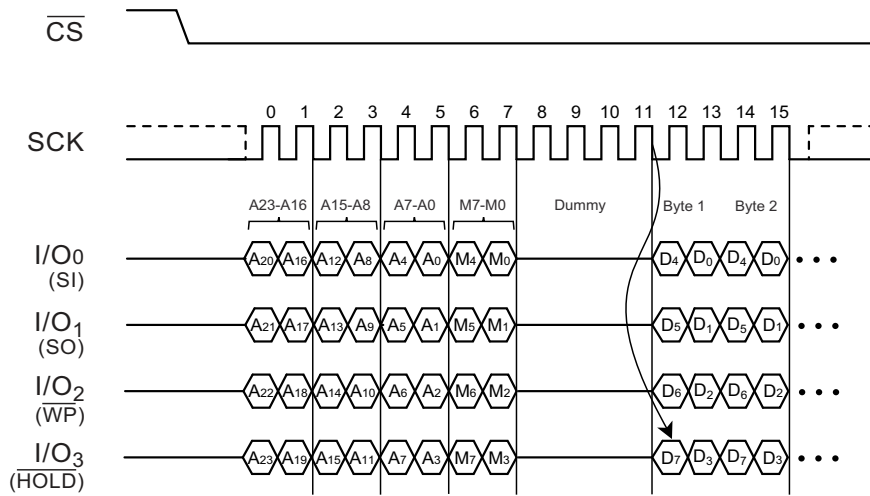 CS
SCK
0 1 2 3 4 5 6 7 8 9 10 11 12 13 14 15
A23-A16 A15-A8 A7-A0 M7-M0 Dummy Byte 1 Byte 2
I/O0 A20 A16 A12 A8 A4 A0 M4 M0 D4 D0 D4 D0
(SI)
I/O1 A21 A17 A13 A9 A5 A1 M5 M1 D5 D1 D5 D1
(SO)
I/O2 A22 A18 A14 A10 A6 A2 M6 M2 D6 D2 D6 D2
(WP)
I/O3 A23 A19 A15 A11 A7 A3 M7 M3 D7 D3 D7 D3
(HOLD)